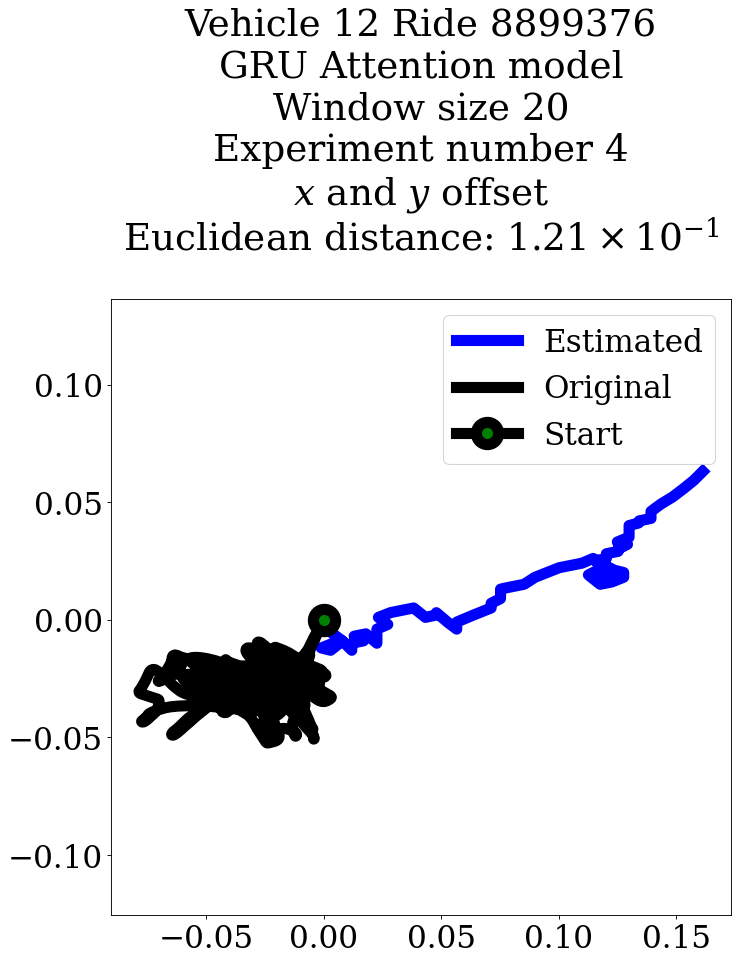 Vehicle 12 Ride 8899376
GRU Attention model
Window size 20
Experiment number 4
x and y offset
Euclidean distance: 1.21 × 10⁻¹
Estimated
Original
Start
0.10
0.05
0.00
−0.05
−0.10
−0.05 0.00 0.05 0.10 0.15